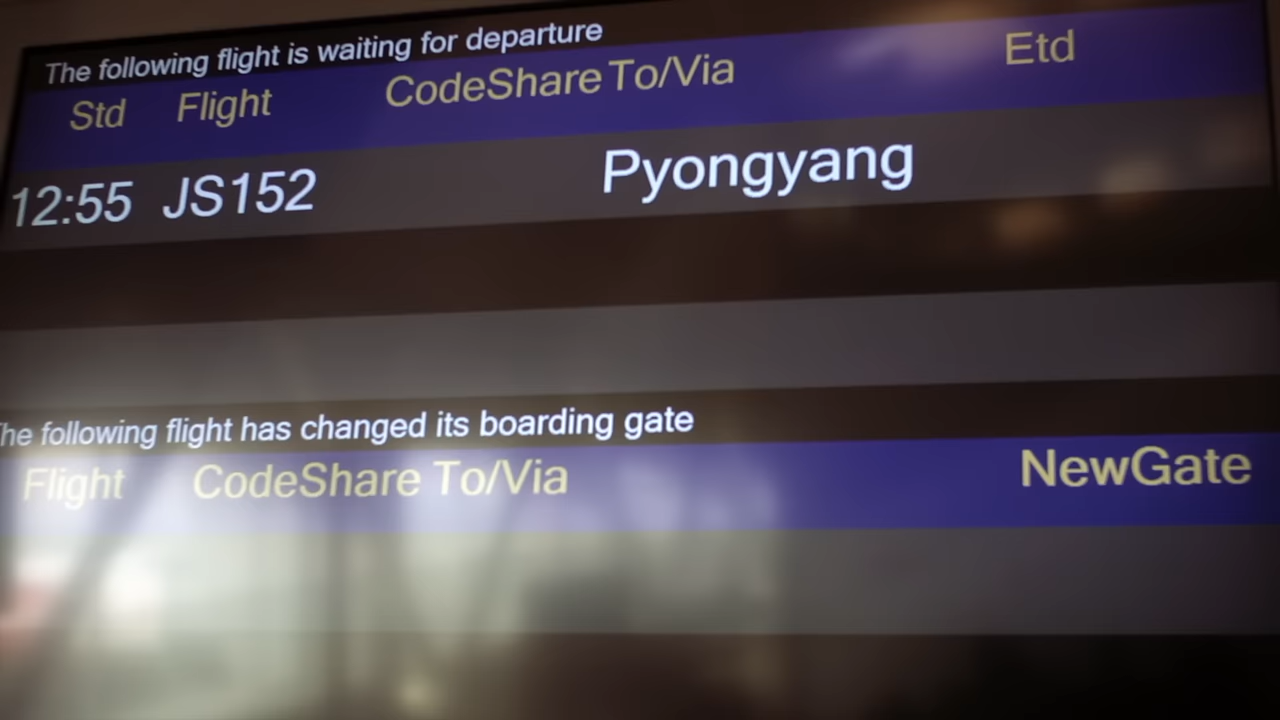 The following flight is waiting for departure
Std Flight CodeShare To/Via Etd
12:55 JS152 Pyongyang
The following flight has changed its boarding gate
Flight CodeShare To/Via NewGate